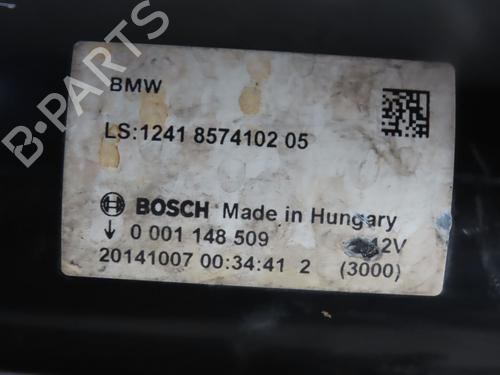 B-PARTS
BMW
LS:1241 8574102 05
BOSCH Made in Hungary
0 001 148 509 12V
20141007 00:34:41 2 (3000)